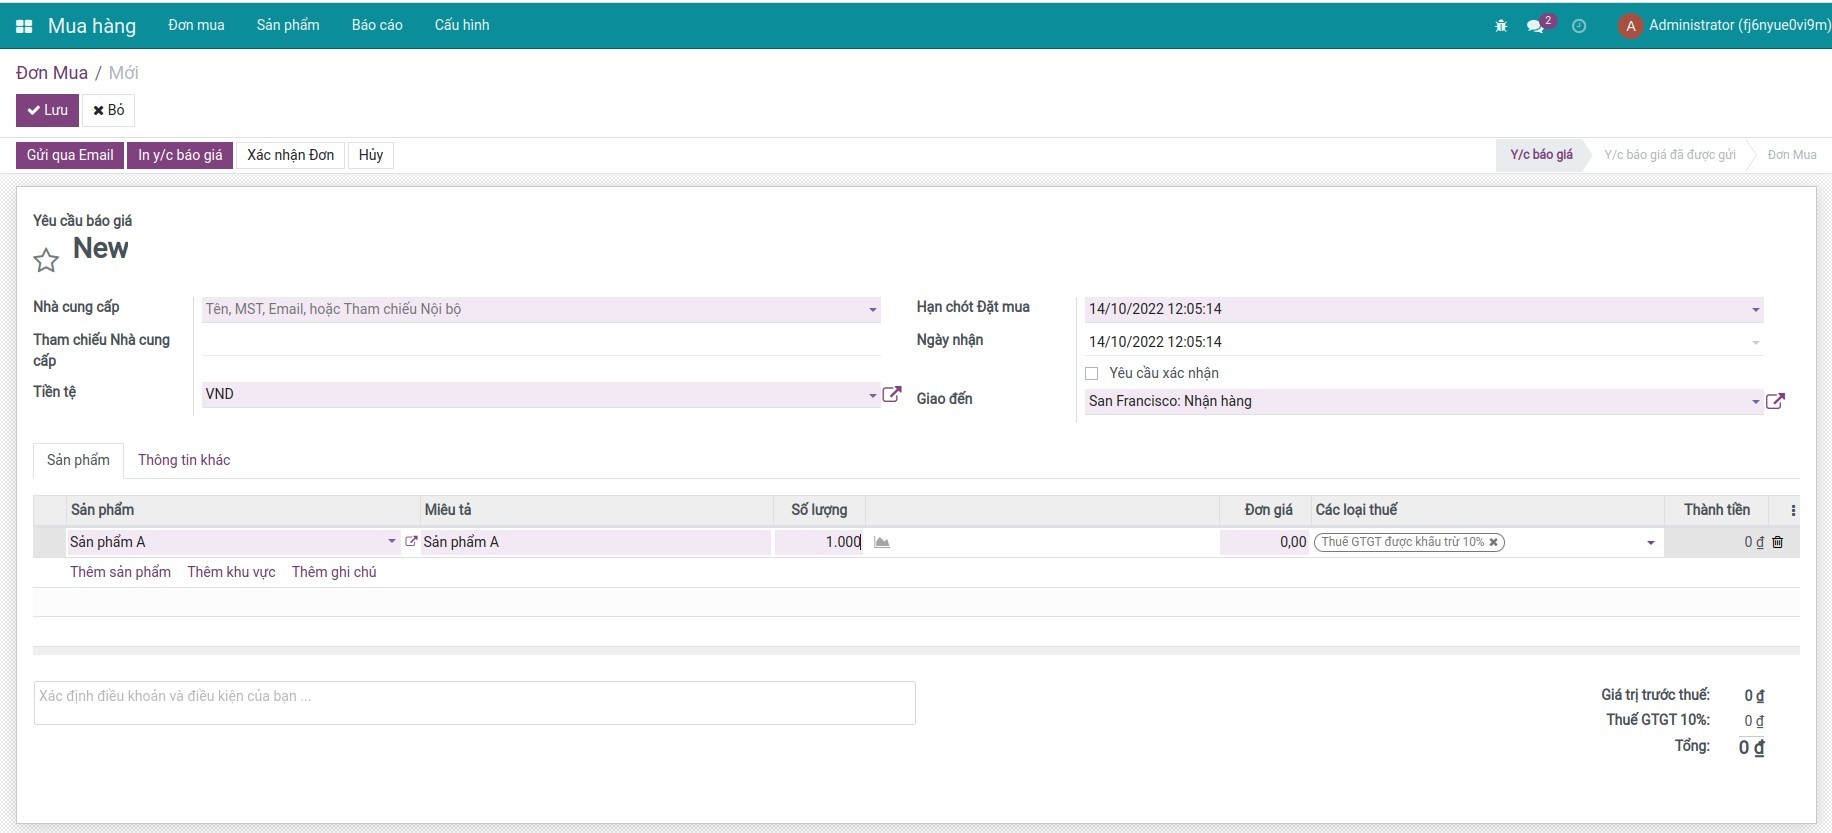 Mua hàng Đơn mua Sản phẩm Báo cáo Cấu hình 2 A Administrator (fj6nyue0vi9m)
Đơn Mua / Mới
Lưu Bỏ
Gửi qua Email In y/c báo giá Xác nhận Đơn Hủy Y/c báo giá Y/c báo giá đã được gửi Đơn Mua
Yêu cầu báo giá
New
Nhà cung cấp Tên, MST, Email, hoặc Tham chiếu Nội bộ Hạn chót Đặt mua 14/10/2022 12:05:14
Tham chiếu Nhà cung cấp Ngày nhận 14/10/2022 12:05:14
Yêu cầu xác nhận
Tiền tệ VND Giao đến San Francisco: Nhận hàng
Sản phẩm Thông tin khác
Sản phẩm Miêu tả Số lượng Đơn giá Các loại thuế Thành tiền
Sản phẩm A Sản phẩm A 1.000 0,00 Thuế GTGT được khấu trừ 10% 0 ₫
Thêm sản phẩm Thêm khu vực Thêm ghi chú
Xác định điều khoản và điều kiện của bạn ...
Giá trị trước thuế: 0 ₫
Thuế GTGT 10%: 0 ₫
Tổng: 0 ₫